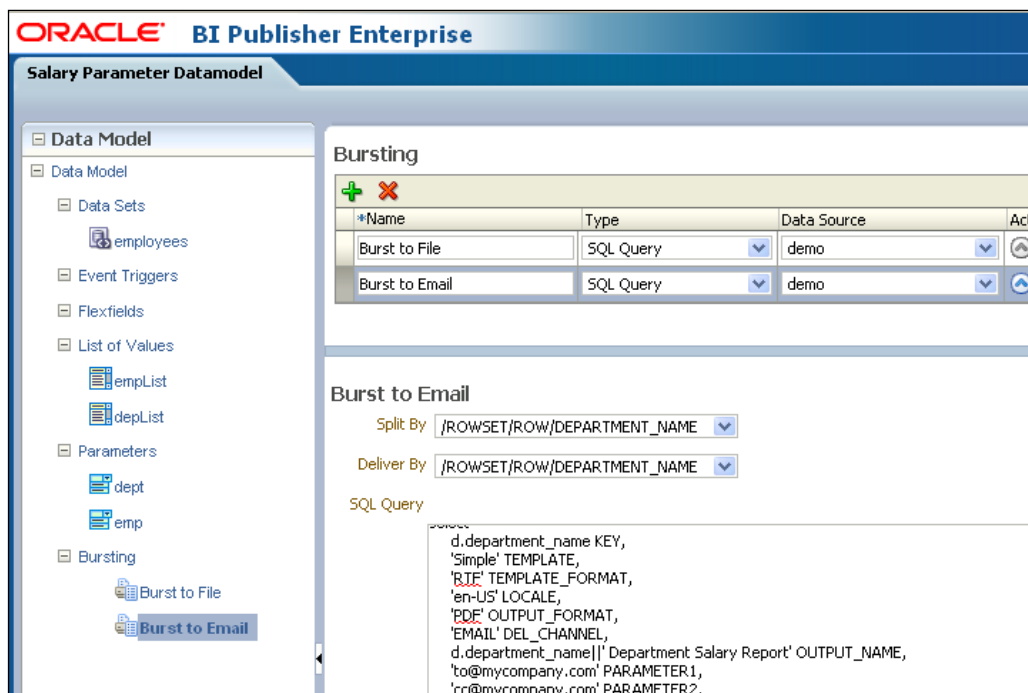 ORACLE BI Publisher Enterprise
Salary Parameter Datamodel
Data Model
Data Model
Data Sets
employees
Event Triggers
Flexfields
List of Values
empList
depList
Parameters
dept
emp
Bursting
Burst to File
Burst to Email
Bursting
*Name Type Data Source
Burst to File SQL Query demo
Burst to Email SQL Query demo
Burst to Email
Split By /ROWSET/ROW/DEPARTMENT_NAME
Deliver By /ROWSET/ROW/DEPARTMENT_NAME
SQL Query
d.department_name KEY,
'Simple' TEMPLATE,
'RTF' TEMPLATE_FORMAT,
'en-US' LOCALE,
'PDF' OUTPUT_FORMAT,
'EMAIL' DEL_CHANNEL,
d.department_name||' Department Salary Report' OUTPUT_NAME,
'to@mycompany.com' PARAMETER1,
'cc@mycompany.com' PARAMETER2,